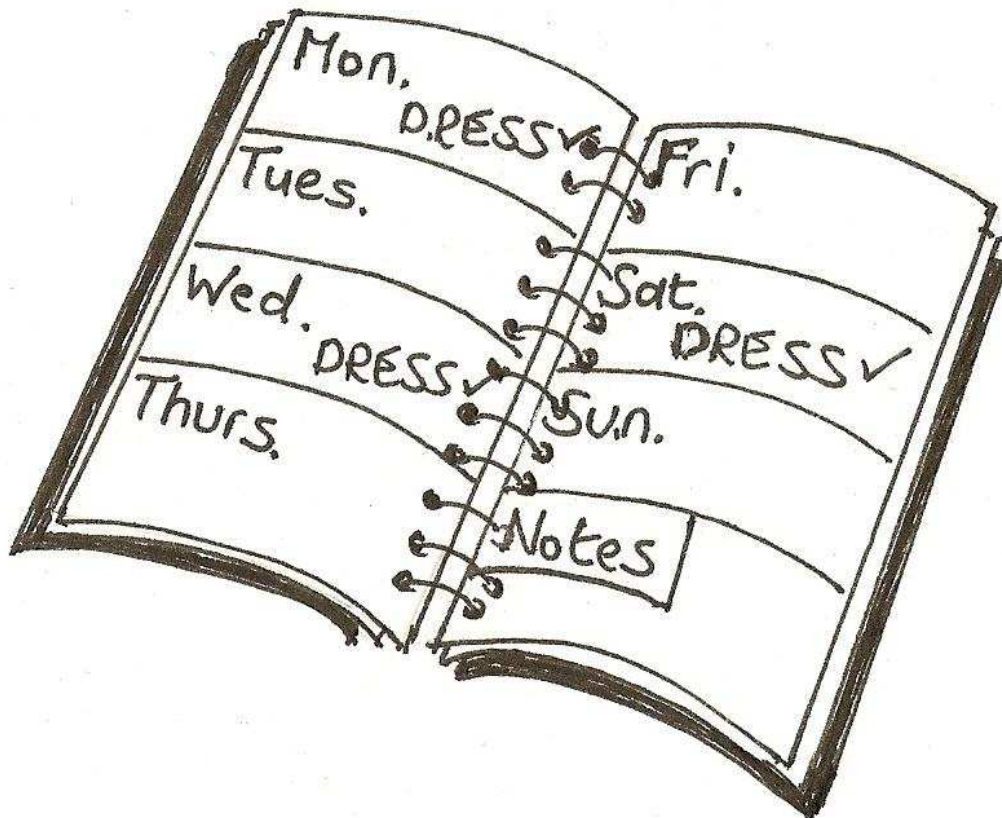 Mon.
DRESS✓
Tues.
Wed.
DRESS✓
Thurs.
Fri.
Sat.
DRESS✓
Sun.
Notes